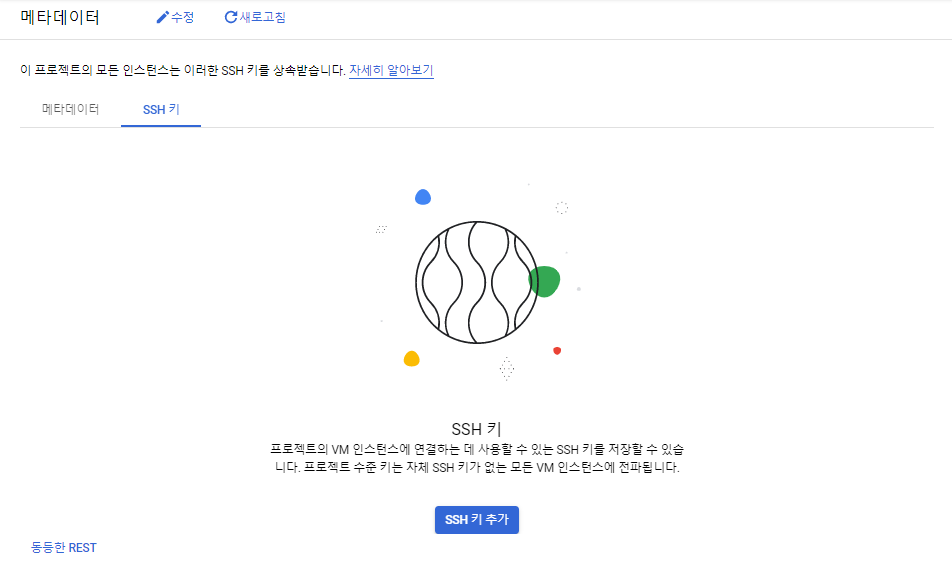 메타데이터 수정 새로고침
이 프로젝트의 모든 인스턴스는 이러한 SSH 키를 상속받습니다. 자세히 알아보기
메타데이터 SSH 키
SSH 키
프로젝트의 VM 인스턴스에 연결하는 데 사용할 수 있는 SSH 키를 저장할 수 있습
니다. 프로젝트 수준 키는 자체 SSH 키가 없는 모든 VM 인스턴스에 전파됩니다.
SSH 키 추가
동등한 REST